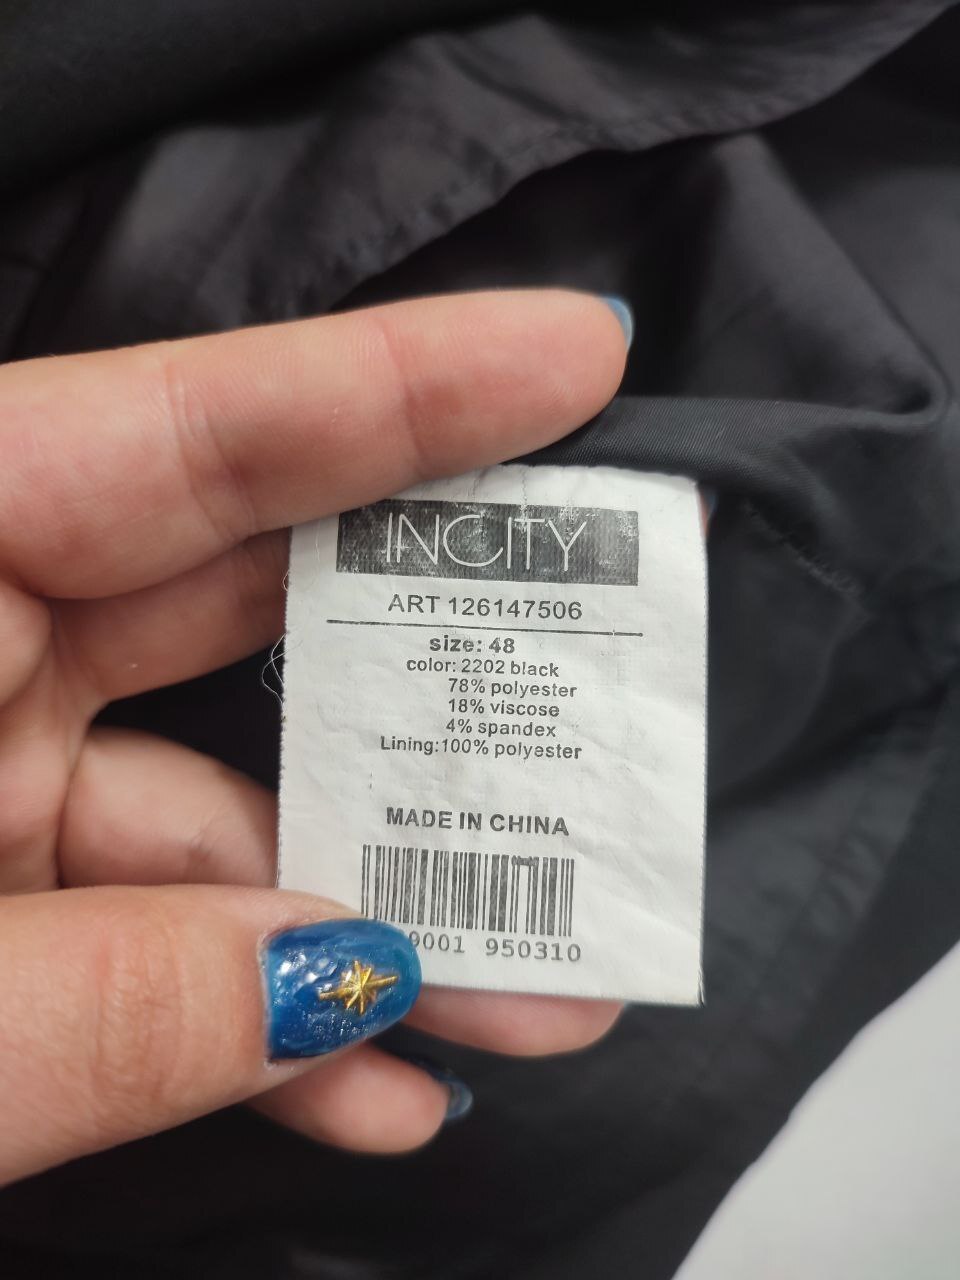 INCITY
ART 126147506
size: 48
color: 2202 black
78% polyester
18% viscose
4% spandex
Lining:100% polyester
MADE IN CHINA
9001 950310